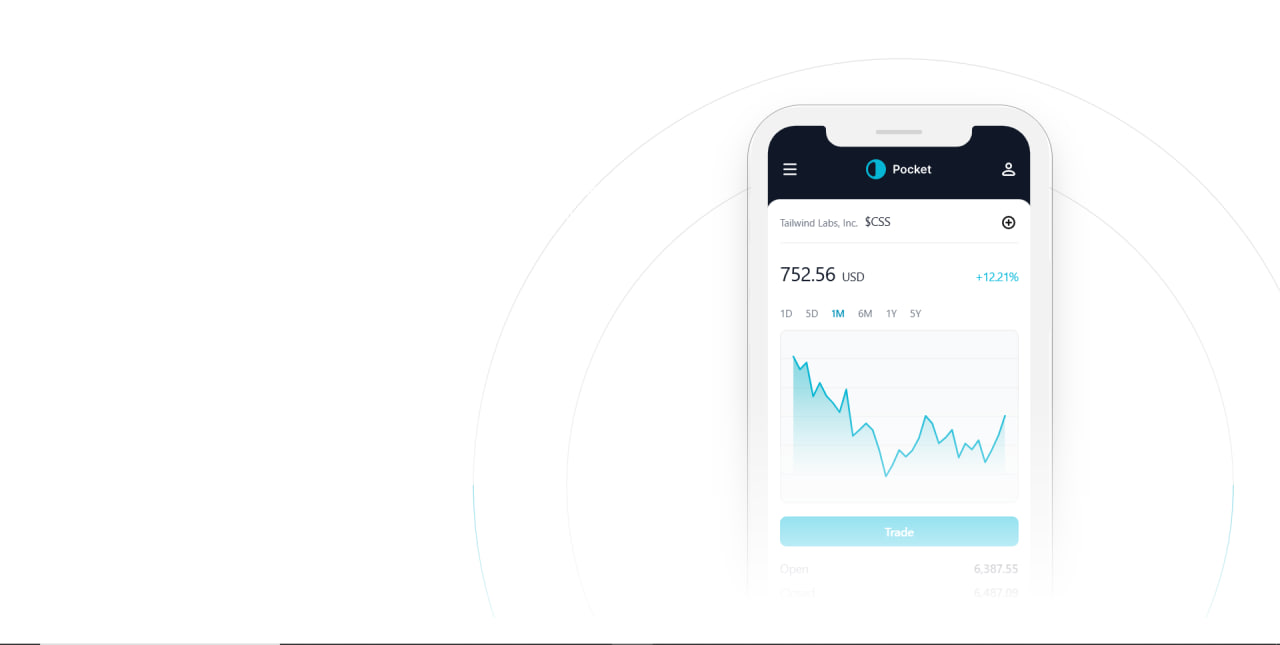 Pocket
Tailwind Labs, Inc. $CSS
752.56 USD +12.21%
1D 5D 1M 6M 1Y 5Y
Trade
Open 6,387.55
Closed 6,487.09